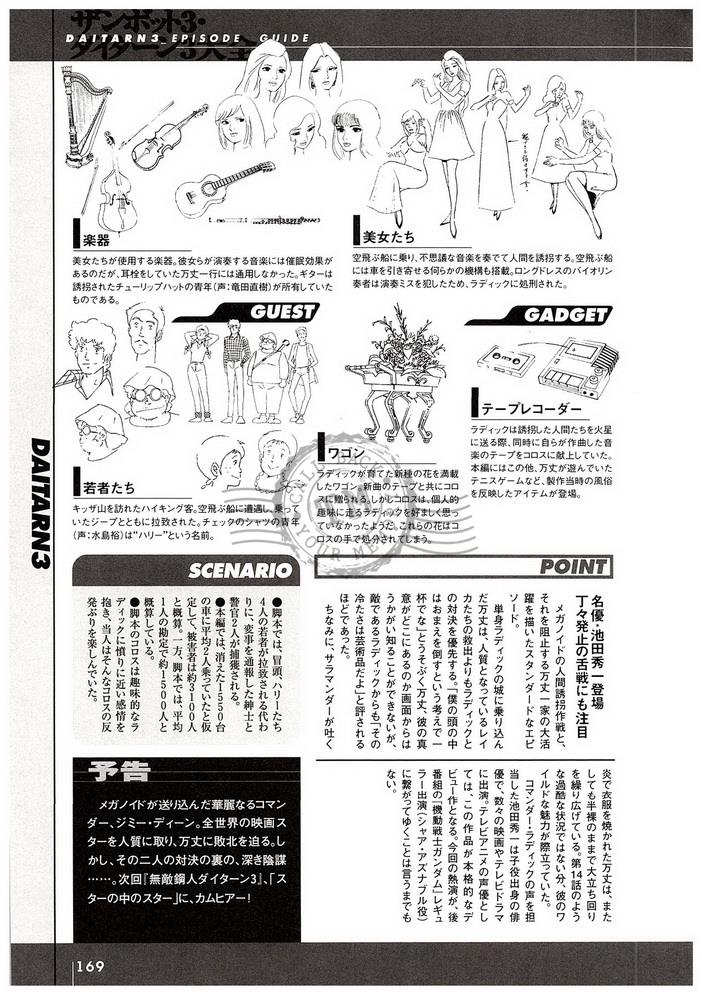 ザンボット3・
ダイターン3大全
DAITARN3_EPISODE GUIDE
楽器
美女たちが使用する楽器。彼女らが演奏する音楽には催眠効果が
あるのだが、耳栓をしていた万丈一行には通用しなかった。ギターは
誘拐されたチューリップハットの青年（声：竜田直樹）が所有していた
ものである。
美女たち
空飛ぶ船に乗り、不思議な音楽を奏でて人間を誘拐する。空飛ぶ船
には車を引き寄せる何らかの機構も搭載。ロングドレスのバイオリン
奏者は演奏ミスを犯したため、ラディックに処刑された。
GUEST
若者たち
キッザ山を訪れたハイキング客。空飛ぶ船に遭遇し、乗って
いたジープとともに拉致された。チェックのシャツの青年
（声：水島裕）は“ハリー”という名前。
ワゴン
ラディックが育てた新種の花を満載
したワゴン。新曲のテープと共にコロ
スに贈られる。しかしコロスは、個人的
趣味に走るラディックを好ましく思っ
ていなかったようだ。これらの花はコ
ロスの手で処分されてしまう。
GADGET
テープレコーダー
ラディックは誘拐した人間たちを火星
に送る際、同時に自らが作曲した音
楽のテープをコロスに献上していた。
本編にはこの他、万丈が遊んでいた
テニスゲームなど、製作当時の風俗
を反映したアイテムが登場。
DAITARN3
SCENARIO
●脚本では、冒頭、ハリーたち
4人の若者が拉致される代わ
りに、変事を通報した紳士と
警官2人が捕獲される。
●本編では、消えた1550台
の車に平均2人乗っていたと仮
定して、被害者は約3100人
と概算。一方、脚本では、平均
1人の勘定で約1500人と
概算している。
●脚本のコロスは趣味的なラ
ディックに憤りに近い感情を
抱き、当人はそんなコロスの反
発ぶりを楽しんでいた。
POINT
名優・池田秀一登場
丁々発止の舌戦にも注目
メガノイドの人間誘拐作戦と、
それを阻止する万丈一家の大活
躍を描いたスタンダードなエピ
ソード。
単身ラディックの城に乗り込ん
だ万丈は、人質となっているレイ
カたちの救出よりもラディックと
の対決を優先する。「僕の頭の中
はおまえを倒すという考えで一
杯でな」とうそぶく万丈。彼の真
意がどこにあるのか画面からは
うかがい知ることができないが、
敵であるラディックからも「その
冷たさは芸術品だよ」と評される
ほどであった。
ちなみに、サラマンダーが吐く
炎で衣服を焼かれた万丈は、また
しても半裸のままで大立ち回り
を繰り広げている。第14話のよう
な過酷な状況ではない分、彼のワ
イルドな魅力が際立っていた。
コマンダー・ラディックの声を担
当した池田秀一は子役出身の俳
優で、数々の映画やテレビドラマ
に出演。テレビアニメの声優とし
ては、この作品が本格的なデ
ビュー作となる。今回の熱演が、後
番組の『機動戦士ガンダム』レギュ
ラー出演（シャア・アズナブル役）
に繋がってゆくことは言うまでも
ない。
予告
メガノイドが送り込んだ華麗なるコマン
ダー、ジミー・ディーン。全世界の映画ス
ターを人質に取り、万丈に敗北を迫る。し
かし、その二人の対決の裏の、深き陰謀
……。次回『無敵鋼人ダイターン3』、「ス
ターの中のスター」に、カムヒアー！
169